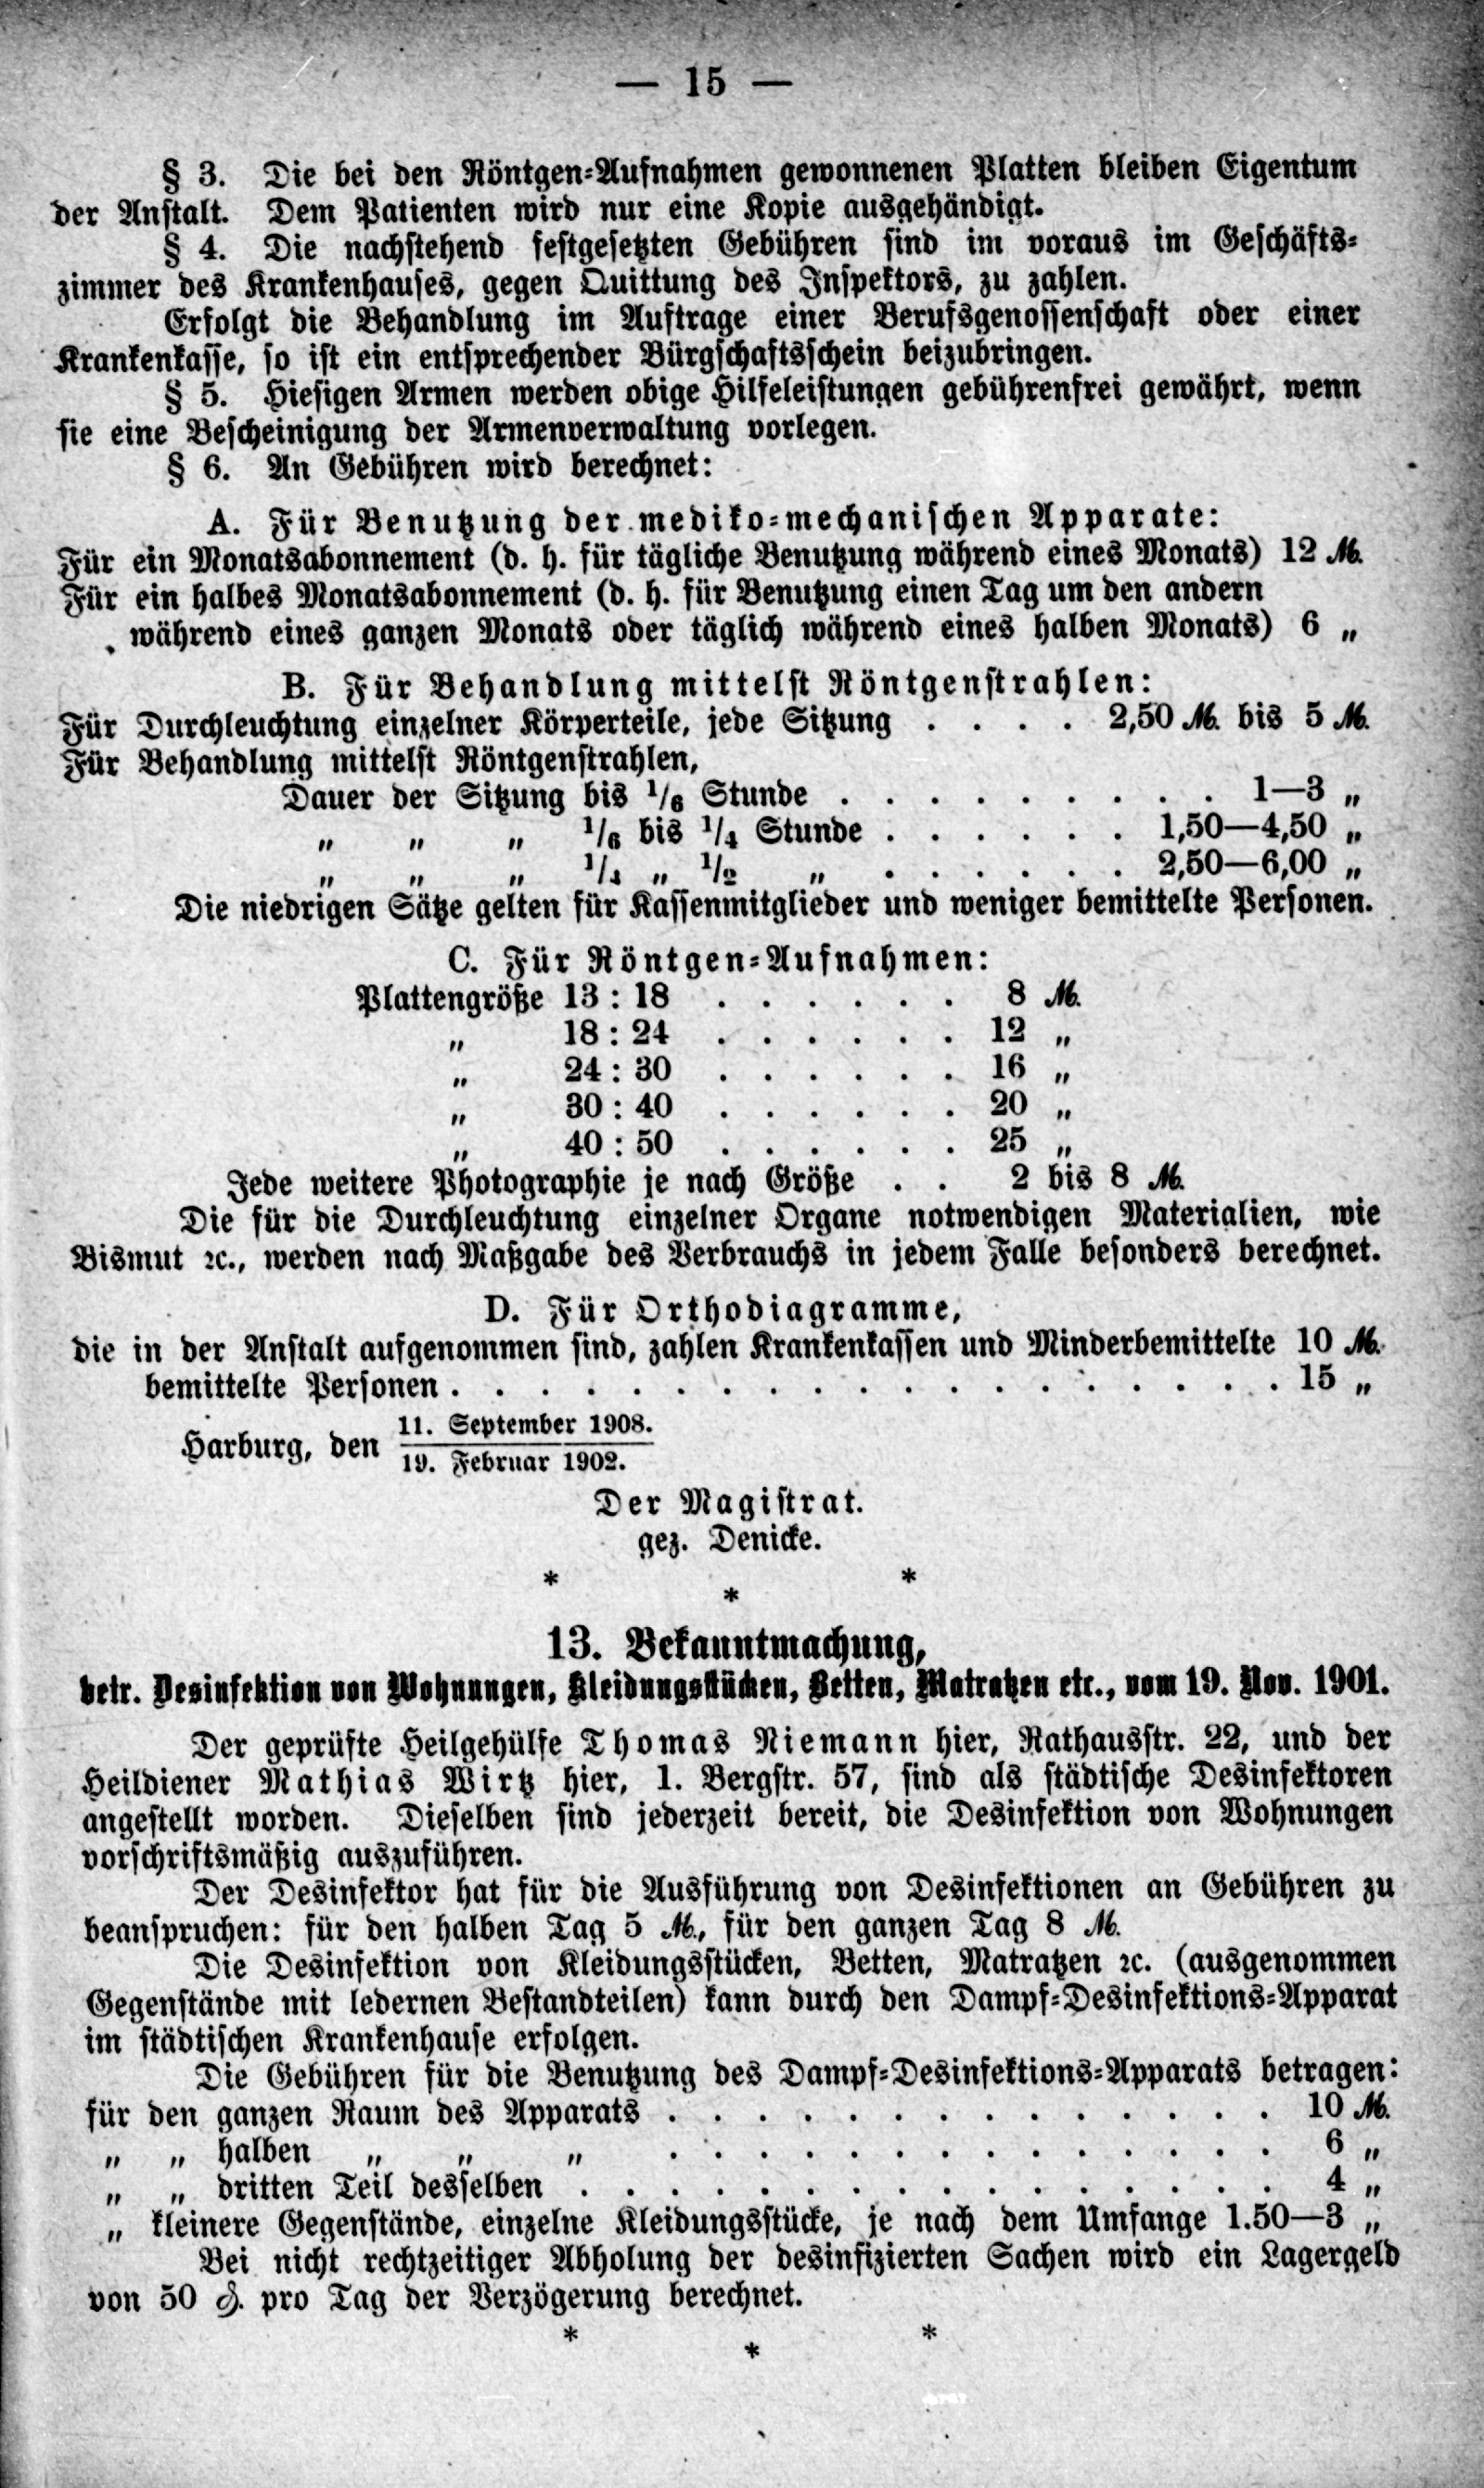 — 15 —
§ 3. Die bei den Röntgen-Aufnahmen gewonnenen Platten bleiben Eigentum
der Anstalt. Dem Patienten wird nur eine Kopie ausgehändigt.
§ 4. Die nachstehend festgesetzten Gebühren sind im voraus im Geschäfts-
zimmer des Krankenhauses, gegen Quittung des Inspektors, zu zahlen.
Erfolgt die Behandlung im Auftrage einer Berufsgenossenschaft oder einer
Krankenkasse, so ist ein entsprechender Bürgschaftsschein beizubringen.
§ 5. Hiesigen Armen werden obige Hilfeleistungen gebührenfrei gewährt, wenn
sie eine Bescheinigung der Armenverwaltung vorlegen.
§ 6. An Gebühren wird berechnet:
A. Für Benutzung der mediko-mechanischen Apparate:
Für ein Monatsabonnement (d. h. für tägliche Benutzung während eines Monats) 12 M.
Für ein halbes Monatsabonnement (d. h. für Benutzung einen Tag um den andern
während eines ganzen Monats oder täglich während eines halben Monats) 6 „
B. Für Behandlung mittelst Röntgenstrahlen:
Für Durchleuchtung einzelner Körperteile, jede Sitzung . . . . 2,50 M. bis 5 M.
Für Behandlung mittelst Röntgenstrahlen,
Dauer der Sitzung bis 1/6 Stunde . . . . . . . . . 1—3 „
„ „ „ 1/6 bis 1/4 Stunde . . . . . . 1,50—4,50 „
„ „ „ 1/4 „ 1/2 „ . . . . . . 2,50—6,00 „
Die niedrigen Sätze gelten für Kassenmitglieder und weniger bemittelte Personen.
C. Für Röntgen-Aufnahmen:
Plattengröße 13 : 18 . . . . . . 8 M.
„ 18 : 24 . . . . . . 12 „
„ 24 : 30 . . . . . . 16 „
„ 30 : 40 . . . . . . 20 „
„ 40 : 50 . . . . . . 25 „
Jede weitere Photographie je nach Größe . . 2 bis 8 M.
Die für die Durchleuchtung einzelner Organe notwendigen Materialien, wie
Bismut ꝛc., werden nach Maßgabe des Verbrauchs in jedem Falle besonders berechnet.
D. Für Orthodiagramme,
die in der Anstalt aufgenommen sind, zahlen Krankenkassen und Minderbemittelte 10 M.
bemittelte Personen . . . . . . . . . . . . . . . . . . . 15 „
Harburg, den 11. September 1908.
19. Februar 1902.
Der Magistrat.
gez. Denicke.
* * *
13. Bekanntmachung,
betr. Desinfektion von Wohnungen, Kleidungsstücken, Betten, Matratzen etc., vom 19. Nov. 1901.
Der geprüfte Heilgehülfe Thomas Niemann hier, Rathausstr. 22, und der
Heildiener Mathias Wirtz hier, 1. Bergstr. 57, sind als städtische Desinfektoren
angestellt worden. Dieselben sind jederzeit bereit, die Desinfektion von Wohnungen
vorschriftsmäßig auszuführen.
Der Desinfektor hat für die Ausführung von Desinfektionen an Gebühren zu
beanspruchen: für den halben Tag 5 M., für den ganzen Tag 8 M.
Die Desinfektion von Kleidungsstücken, Betten, Matratzen ꝛc. (ausgenommen
Gegenstände mit ledernen Bestandteilen) kann durch den Dampf-Desinfektions-Apparat
im städtischen Krankenhause erfolgen.
Die Gebühren für die Benutzung des Dampf-Desinfektions-Apparats betragen:
für den ganzen Raum des Apparats . . . . . . . . . . . . . . 10 M.
„ „ halben „ „ „ . . . . . . . . . . . . . . 6 „
„ „ dritten Teil desselben . . . . . . . . . . . . . . . . 4 „
„ kleinere Gegenstände, einzelne Kleidungsstücke, je nach dem Umfange 1.50—3 „
Bei nicht rechtzeitiger Abholung der desinfizierten Sachen wird ein Lagergeld
von 50 ₰. pro Tag der Verzögerung berechnet.
* * *